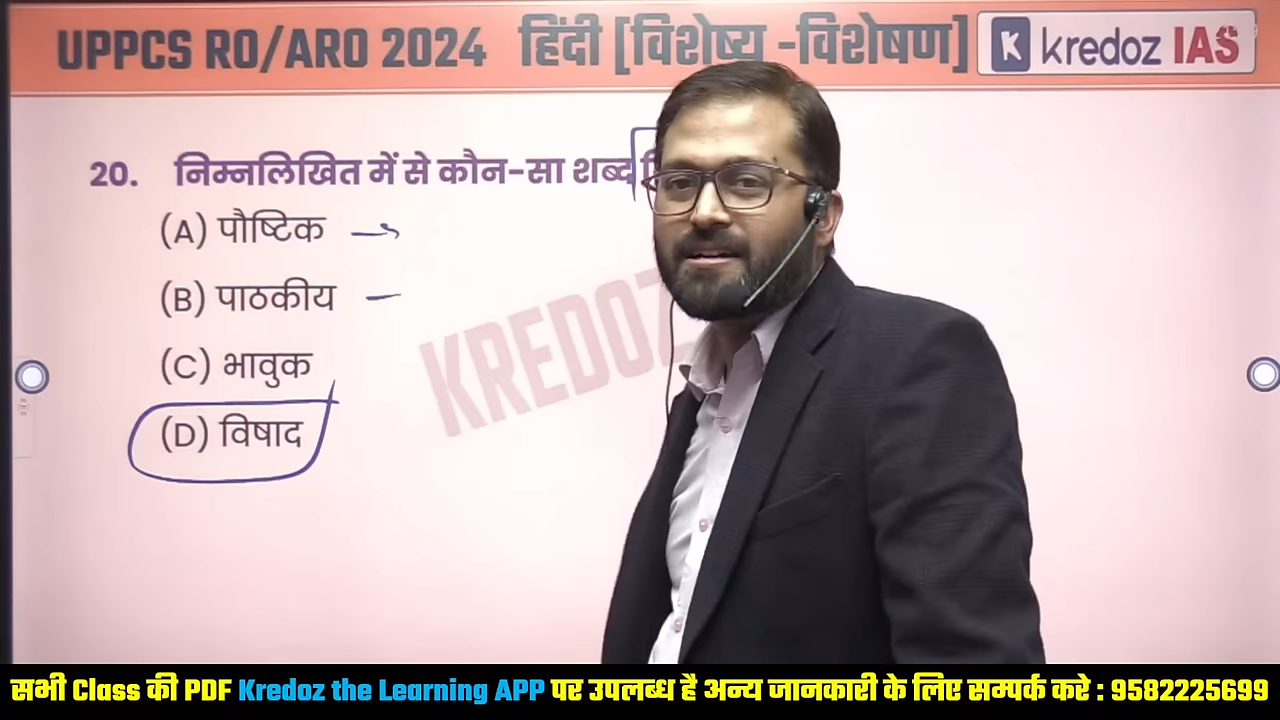 UPPCS RO/ARO 2024 हिंदी [विशेष्य -विशेषण]
kredoz IAS
20. निम्नलिखित में से कौन-सा शब्द
(A) पौष्टिक
(B) पाठकीय
(C) भावुक
(D) विषाद
KREDOZ
सभी Class की PDF Kredoz the Learning APP पर उपलब्ध है अन्य जानकारी के लिए सम्पर्क करे : 9582225699